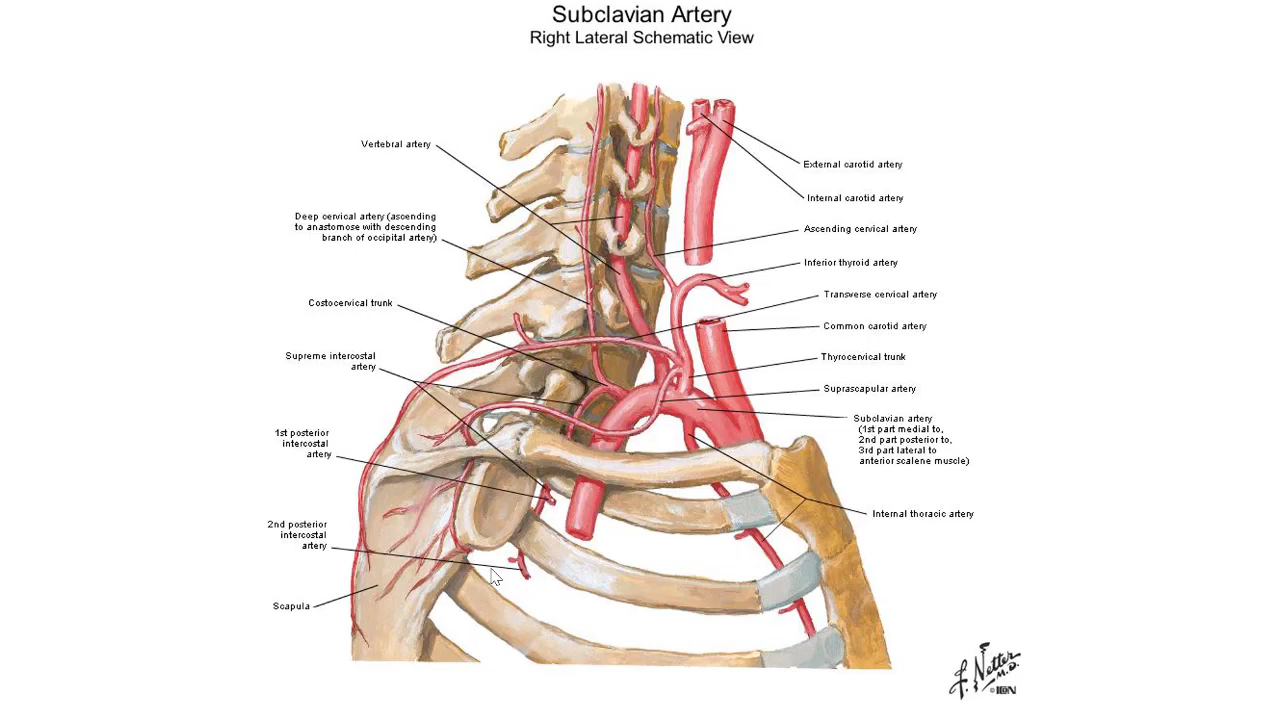 Subclavian Artery
Right Lateral Schematic View
Vertebral artery
Deep cervical artery (ascending
to anastomose with descending
branch of occipital artery)
Costocervical trunk
Supreme intercostal
artery
1st posterior
intercostal
artery
2nd posterior
intercostal
artery
Scapula
External carotid artery
Internal carotid artery
Ascending cervical artery
Inferior thyroid artery
Transverse cervical artery
Common carotid artery
Thyrocervical trunk
Suprascapular artery
Subclavian artery
(1st part medial to,
2nd part posterior to,
3rd part lateral to
anterior scalene muscle)
Internal thoracic artery
F. Netter
M.D.